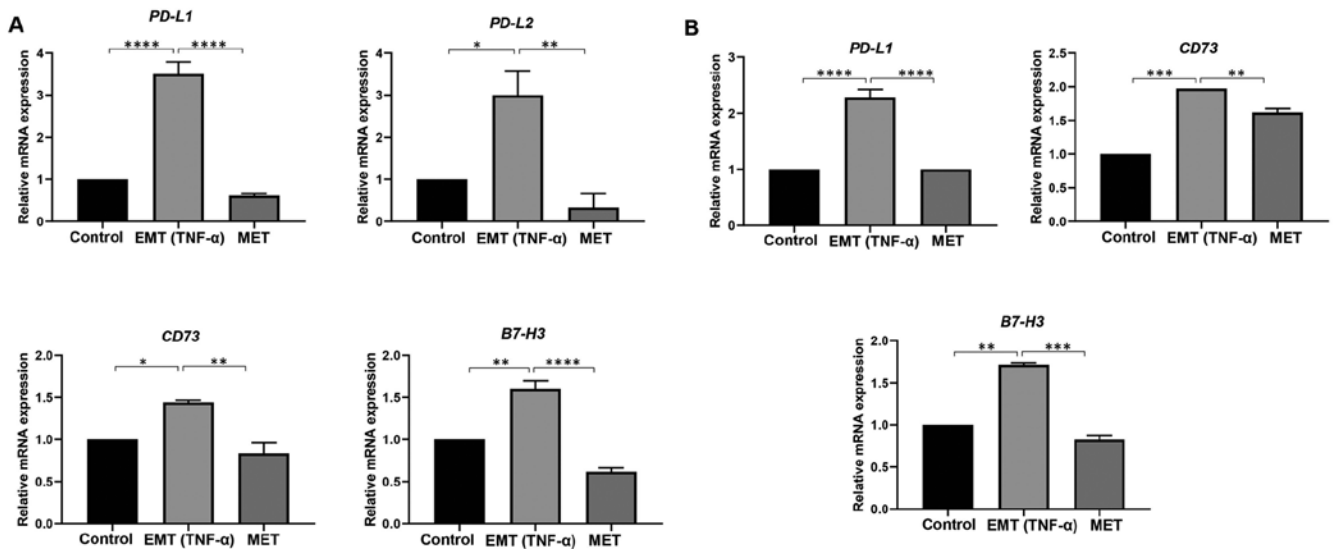 A
PD-L1
Relative mRNA expression
4
3
2
1
0
**** ****
Control EMT (TNF-α) MET
PD-L2
Relative mRNA expression
4
3
2
1
0
* **
Control EMT (TNF-α) MET
B
PD-L1
Relative mRNA expression
3
2
1
0
**** ****
Control EMT (TNF-α) MET
CD73
Relative mRNA expression
2.5
2.0
1.5
1.0
0.5
0.0
*** **
Control EMT (TNF-α) MET
CD73
Relative mRNA expression
2.0
1.5
1.0
0.5
0.0
* **
Control EMT (TNF-α) MET
B7-H3
Relative mRNA expression
2.0
1.5
1.0
0.5
0.0
** ****
Control EMT (TNF-α) MET
B7-H3
Relative mRNA expression
2.0
1.5
1.0
0.5
0.0
** ***
Control EMT (TNF-α) MET